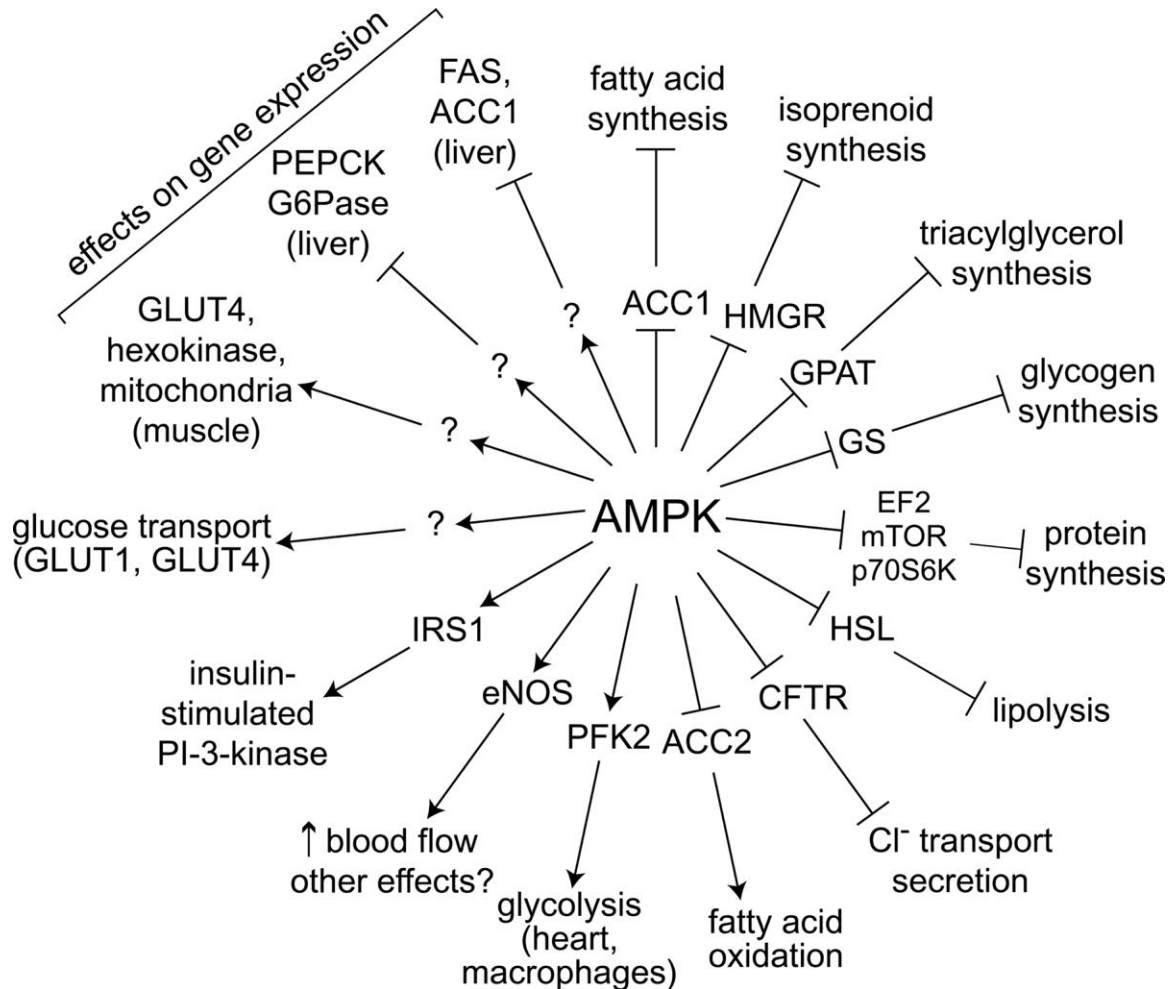 effects on gene expression
FAS,
ACC1
(liver)
fatty acid
synthesis
isoprenoid
synthesis
PEPCK
G6Pase
(liver)
triacylglycerol
synthesis
GLUT4,
hexokinase,
mitochondria
(muscle)
?
?
?
ACC1
HMGR
GPAT
GS
glycogen
synthesis
glucose transport
(GLUT1, GLUT4)
?
AMPK
EF2
mTOR
p70S6K
protein
synthesis
IRS1
HSL
insulin-
stimulated
PI-3-kinase
eNOS
PFK2
ACC2
CFTR
lipolysis
↑ blood flow
other effects?
glycolysis
(heart,
macrophages)
fatty acid
oxidation
Cl⁻ transport
secretion